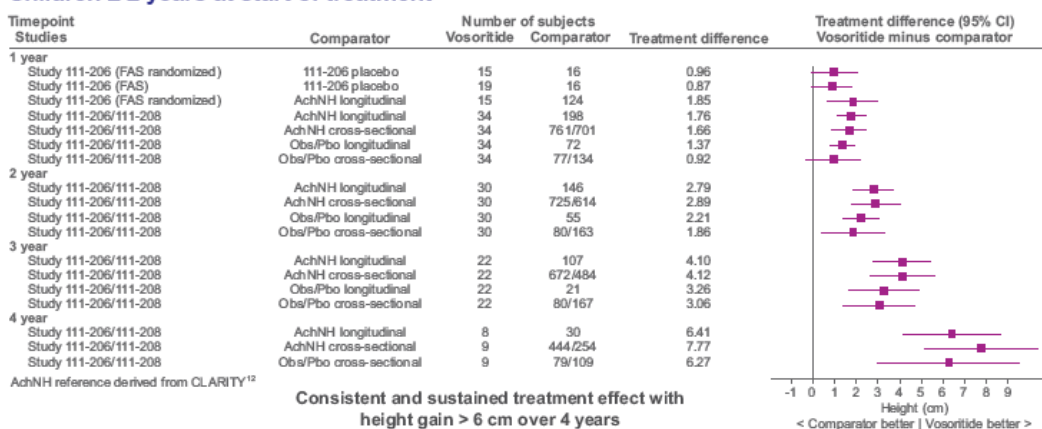 Timepoint Number of subjects Treatment difference (95% CI)
Studies Comparator Vosoritide Comparator Treatment difference Vosoritide minus comparator
1 year
Study 111-206 (FAS randomized) 111-206 placebo 15 16 0.96
Study 111-206 (FAS) 111-206 placebo 19 16 0.87
Study 111-206 (FAS randomized) AchNH longitudinal 15 124 1.85
Study 111-206/111-208 AchNH longitudinal 34 198 1.76
Study 111-206/111-208 AchNH cross-sectional 34 761/701 1.66
Study 111-206/111-208 Obs/Pbo longitudinal 34 72 1.37
Study 111-206/111-208 Obs/Pbo cross-sectional 34 77/134 0.92
2 year
Study 111-206/111-208 AchNH longitudinal 30 146 2.79
Study 111-206/111-208 AchNH cross-sectional 30 725/614 2.89
Study 111-206/111-208 Obs/Pbo longitudinal 30 55 2.21
Study 111-206/111-208 Obs/Pbo cross-sectional 30 80/163 1.86
3 year
Study 111-206/111-208 AchNH longitudinal 22 107 4.10
Study 111-206/111-208 AchNH cross-sectional 22 672/484 4.12
Study 111-206/111-208 Obs/Pbo longitudinal 22 21 3.26
Study 111-206/111-208 Obs/Pbo cross-sectional 22 80/167 3.06
4 year
Study 111-206/111-208 AchNH longitudinal 8 30 6.41
Study 111-206/111-208 AchNH cross-sectional 9 444/254 7.77
Study 111-206/111-208 Obs/Pbo cross-sectional 9 79/109 6.27
AchNH reference derived from CLARITY12
Consistent and sustained treatment effect with
height gain > 6 cm over 4 years
-1 0 1 2 3 4 5 6 7 8 9
Height (cm)
< Comparator better | Vosoritide better >